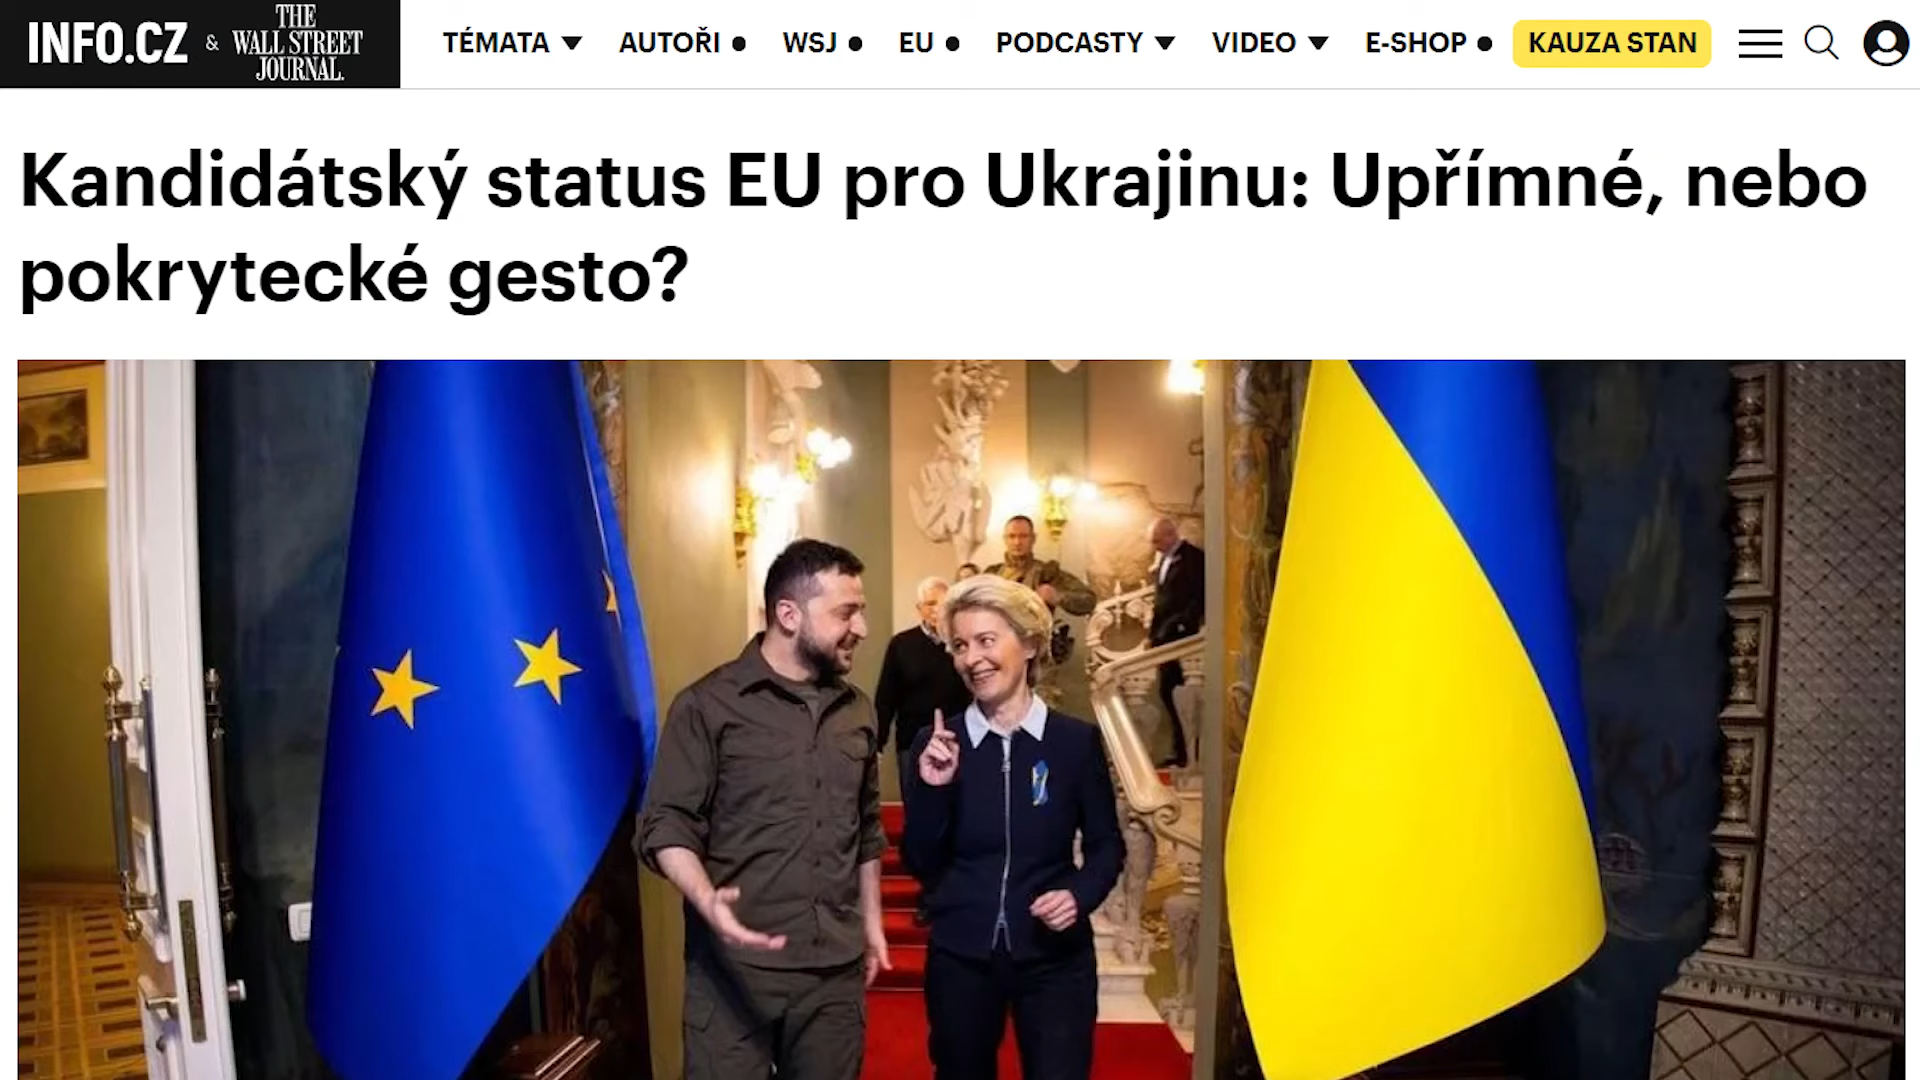 INFO.CZ & THE WALL STREET JOURNAL.
TÉMATA AUTOŘI WSJ EU PODCASTY VIDEO E-SHOP KAUZA STAN
Kandidátský status EU pro Ukrajinu: Upřímné, nebo
pokrytecké gesto?